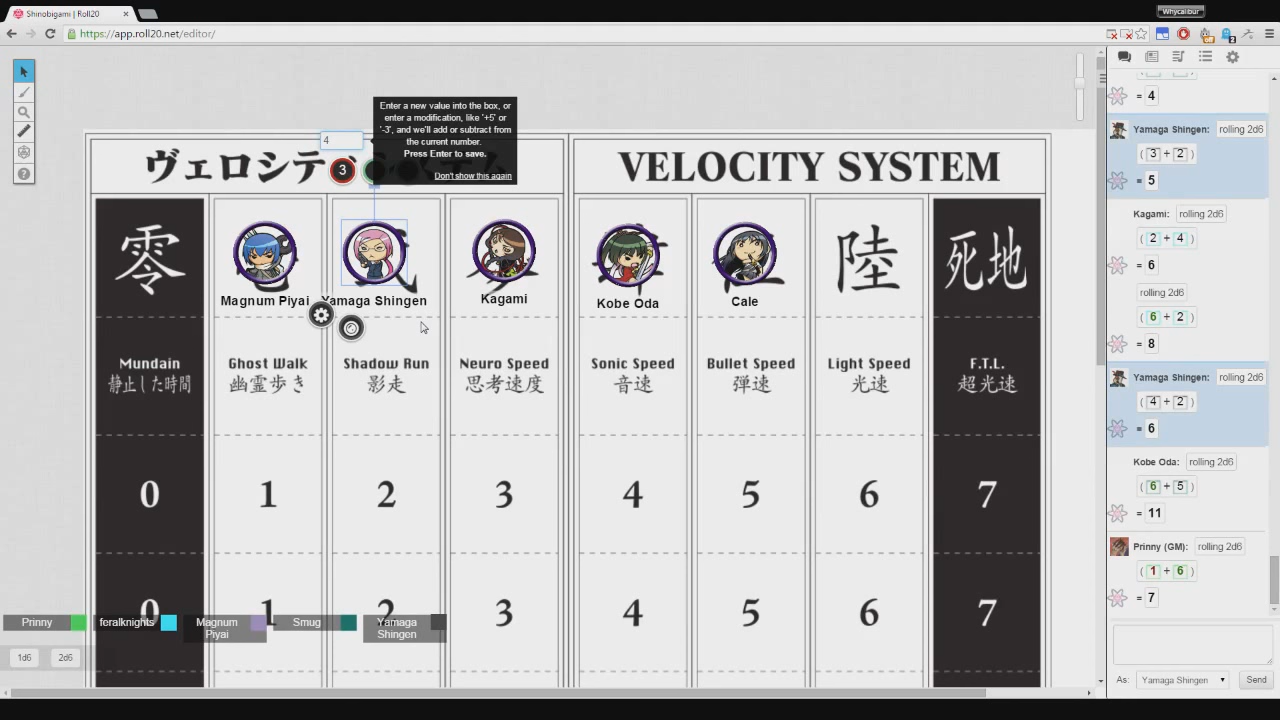 Shinobigami | Roll20
Whycalibur
https://app.roll20.net/editor/
Enter a new value into the box, or
enter a modification, like '+5' or
'-3', and we'll add or subtract from
the current number.
Press Enter to save.
Don't show this again
4
3
ヴェロシティ
VELOCITY SYSTEM
零
陸
死地
Magnum Piyai
Yamaga Shingen
Kagami
Kobe Oda
Cale
Mundain
静止した時間
Ghost Walk
幽霊歩き
Shadow Run
影走
Neuro Speed
思考速度
Sonic Speed
音速
Bullet Speed
弾速
Light Speed
光速
F.T.L.
超光速
0 1 2 3 4 5 6 7
0 1 2 3 4 5 6 7
Prinny
feralknights
Magnum
Piyai
Smug
Yamaga
Shingen
1d6
2d6
= 4
Yamaga Shingen: rolling 2d6
( 3 + 2 )
= 5
Kagami: rolling 2d6
( 2 + 4 )
= 6
rolling 2d6
( 6 + 2 )
= 8
Yamaga Shingen: rolling 2d6
( 4 + 2 )
= 6
Kobe Oda: rolling 2d6
( 6 + 5 )
= 11
Prinny (GM): rolling 2d6
( 1 + 6 )
= 7
As: Yamaga Shingen
Send